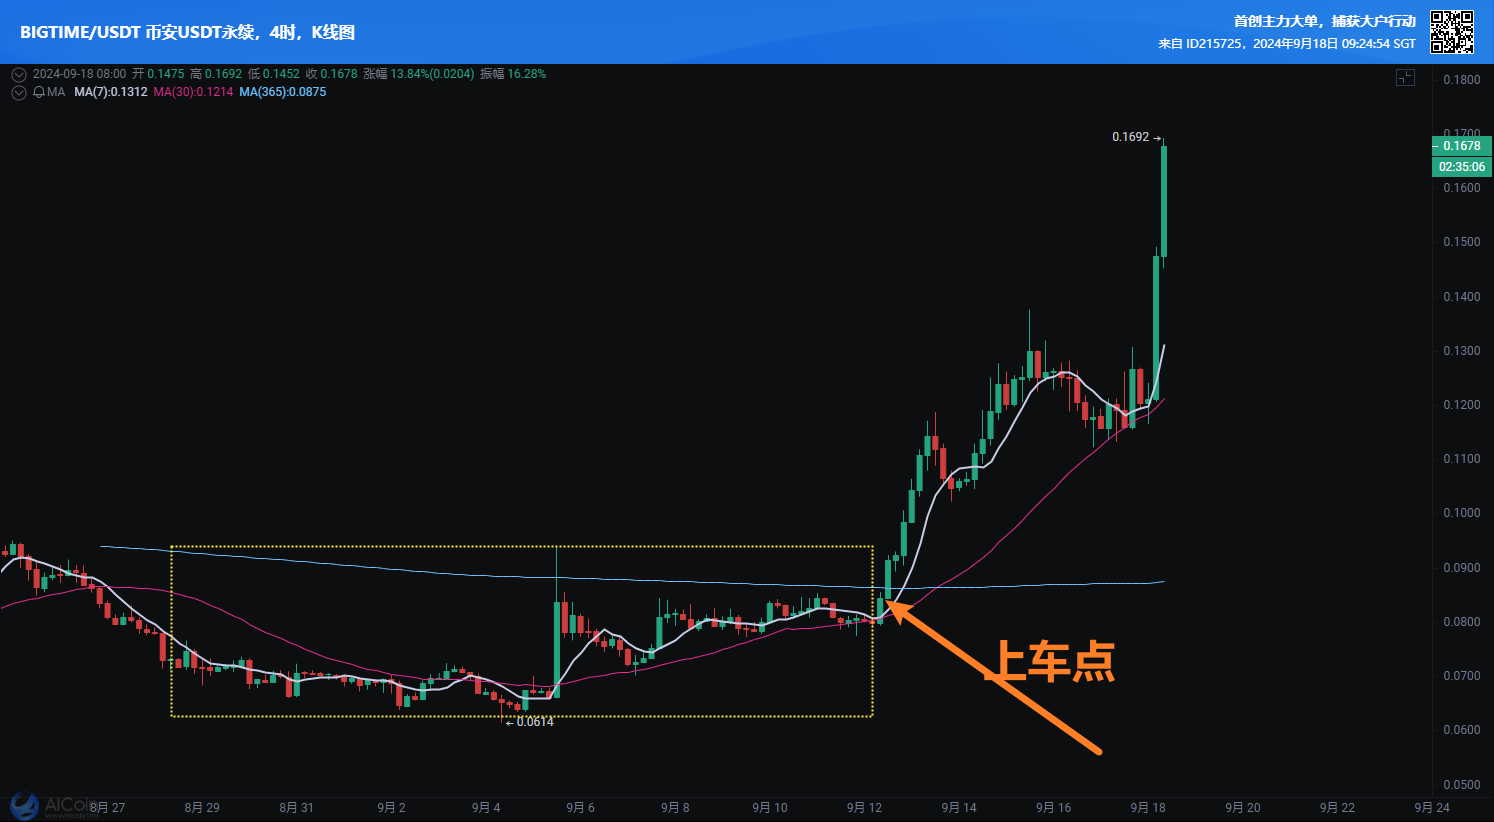 BIGTIME/USDT 币安USDT永续，4时，K线图
首创主力大单，捕获大户行动
来自 ID215725，2024年9月18日 09:24:54 SGT
2024-09-18 08:00 开 0.1475 高 0.1692 低 0.1452 收 0.1678 涨幅 13.84%(0.0204) 振幅 16.28%
MA MA(7):0.1312 MA(30):0.1214 MA(365):0.0875
0.1800
0.1700
0.1692
0.1678
02:35:06
0.1600
0.1500
0.1400
0.1300
0.1200
0.1100
0.1000
0.0900
0.0800
上车点
0.0700
0.0614
0.0600
0.0500
AICoin
8月 27 8月 29 8月 31 9月 2 9月 4 9月 6 9月 8 9月 10 9月 12 9月 14 9月 16 9月 18 9月 20 9月 22 9月 24